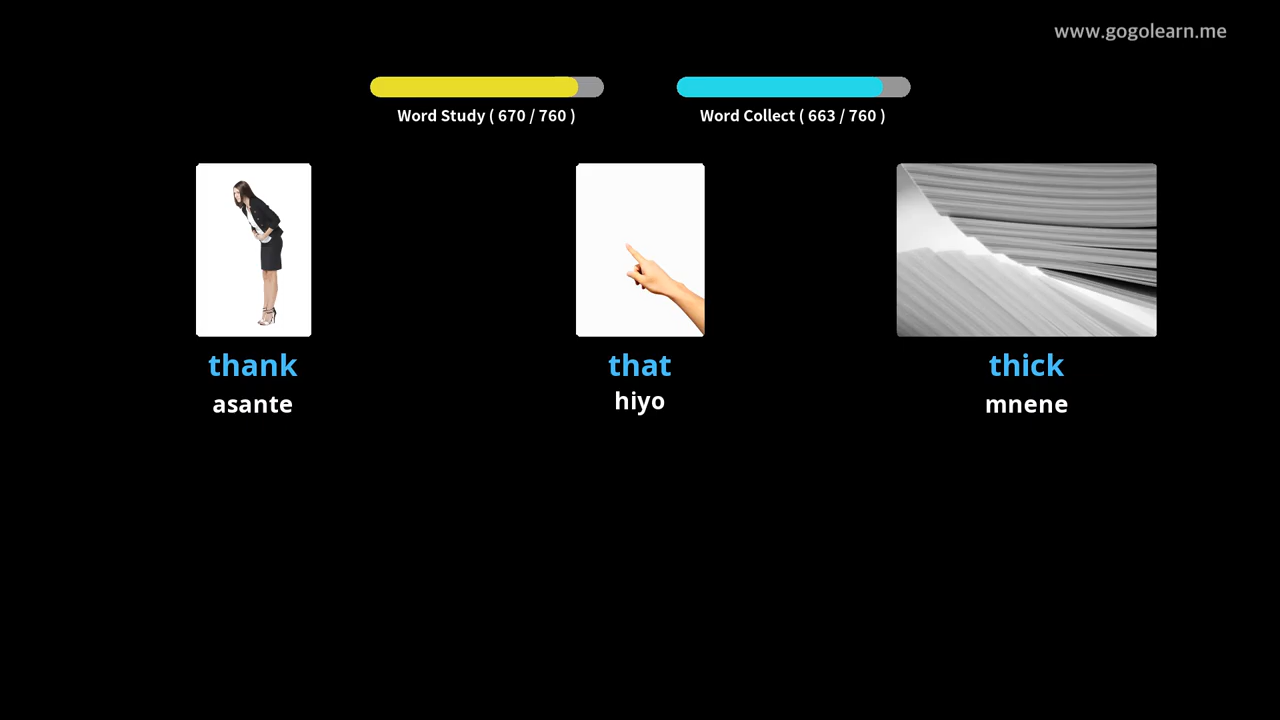 www.gogolearn.me
Word Study ( 670 / 760 )
Word Collect ( 663 / 760 )
thank
asante
that
hiyo
thick
mnene